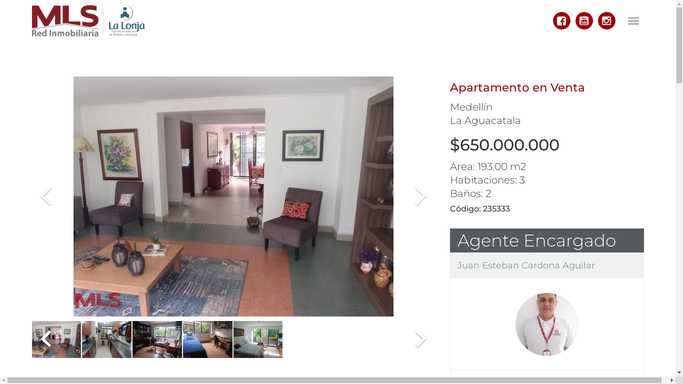 MLS
Red Inmobiliaria
La Lonja
Apartamento en Venta
Medellín
La Aguacatala
$650.000.000
Área: 193.00 m2
Habitaciones: 3
Baños: 2
Código: 235333
Agente Encargado
Juan Esteban Cardona Aguilar
MLS